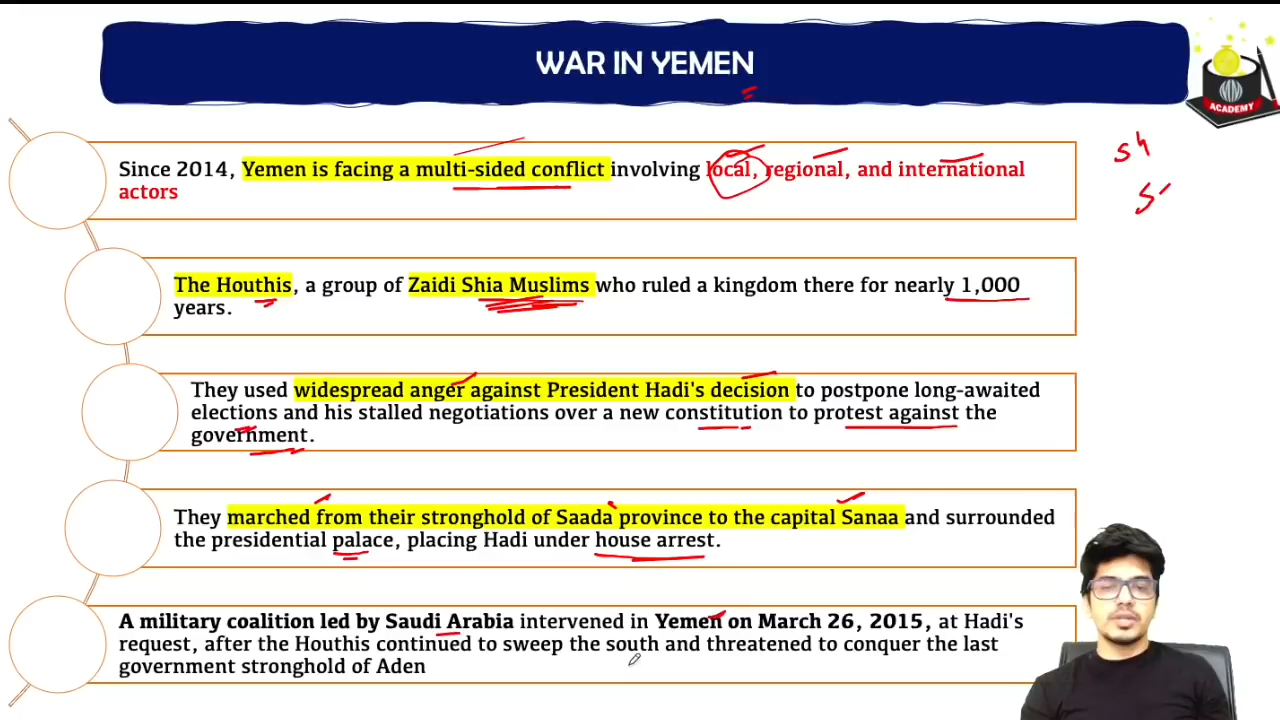 WAR IN YEMEN
ACADEMY
Since 2014, Yemen is facing a multi-sided conflict involving local, regional, and international
actors
sh
The Houthis, a group of Zaidi Shia Muslims who ruled a kingdom there for nearly 1,000
years.
They used widespread anger against President Hadi's decision to postpone long-awaited
elections and his stalled negotiations over a new constitution to protest against the
government.
They marched from their stronghold of Saada province to the capital Sanaa and surrounded
the presidential palace, placing Hadi under house arrest.
A military coalition led by Saudi Arabia intervened in Yemen on March 26, 2015, at Hadi's
request, after the Houthis continued to sweep the south and threatened to conquer the last
government stronghold of Aden